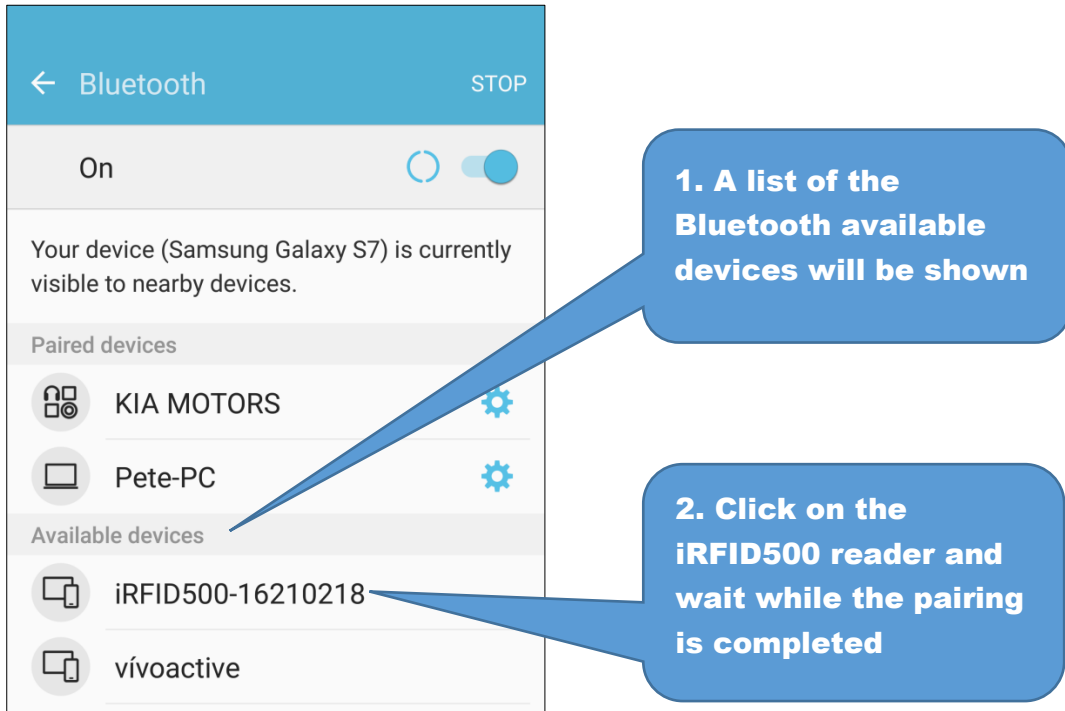 Bluetooth
STOP
On
Your device (Samsung Galaxy S7) is currently
visible to nearby devices.
Paired devices
KIA MOTORS
Pete-PC
Available devices
iRFID500-16210218
vívoactive
1. A list of the
Bluetooth available
devices will be shown
2. Click on the
iRFID500 reader and
wait while the pairing
is completed